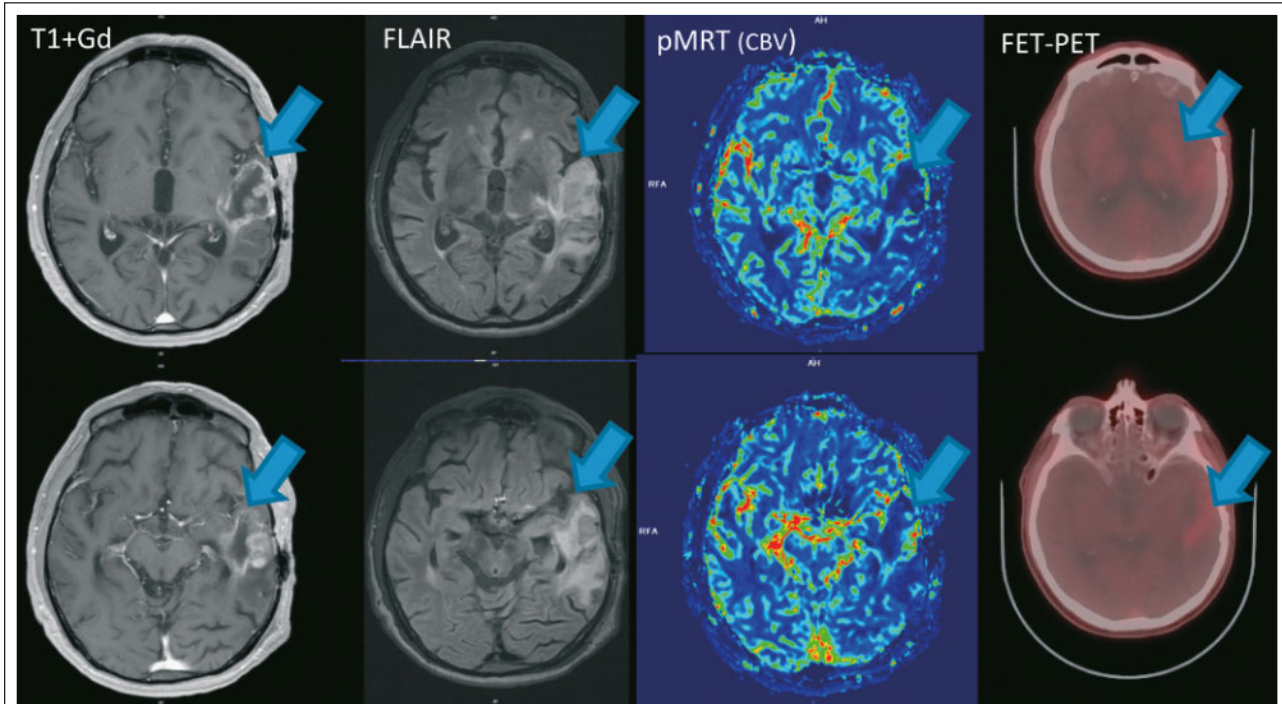 T1+Gd
FLAIR
pMRT (CBV)
FET-PET
AH
RFA
AH
RFA